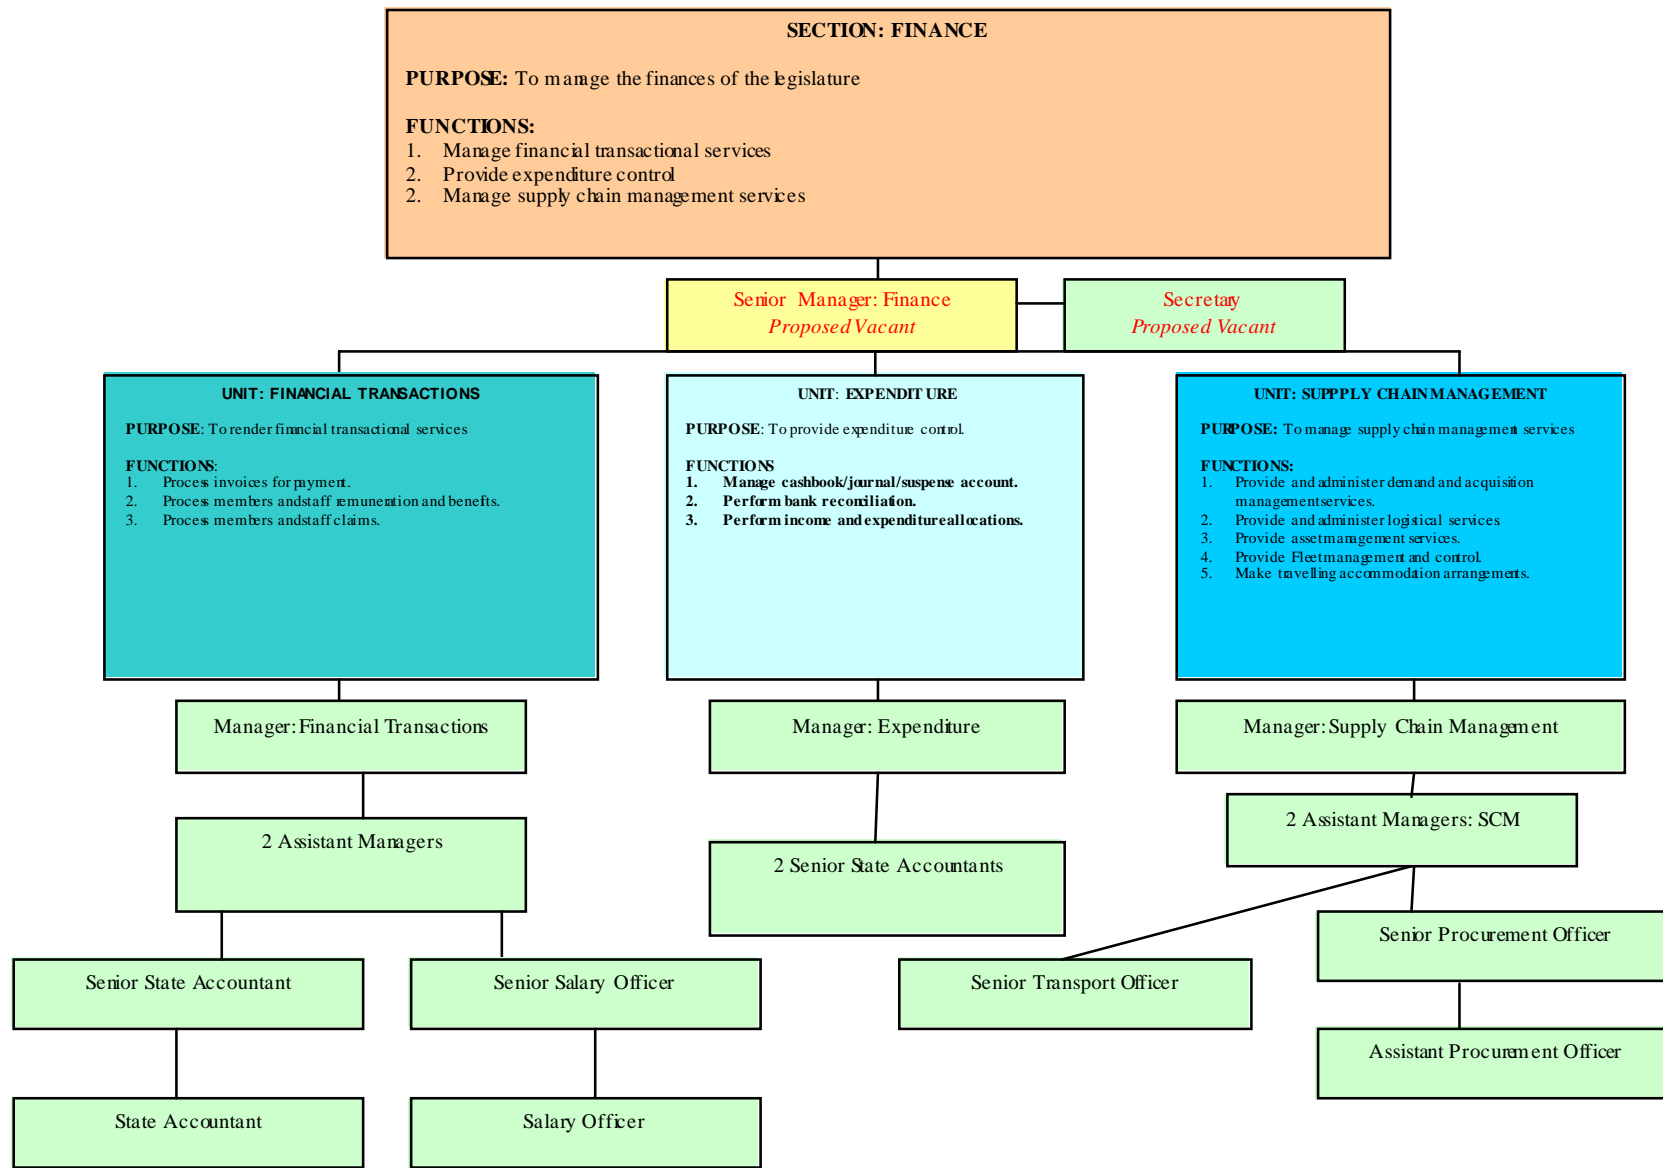 SECTION: FINANCE
PURPOSE: To manage the finances of the legislature
FUNCTIONS:
1. Manage financial transactional services
2. Provide expenditure control
2. Manage supply chain management services
Senior Manager: Finance
Proposed Vacant
Secretary
Proposed Vacant
UNIT: FINANCIAL TRANSACTIONS
PURPOSE: To render financial transactional services
FUNCTIONS:
1. Process invoices for payment.
2. Process members and staff remuneration and benefits.
3. Process members and staff claims.
UNIT: EXPENDITURE
PURPOSE: To provide expenditure control.
FUNCTIONS
1. Manage cashbook/journal/suspense account.
2. Perform bank reconciliation.
3. Perform income and expenditure allocations.
UNIT: SUPPPLY CHAIN MANAGEMENT
PURPOSE: To manage supply chain management services
FUNCTIONS:
1. Provide and administer demand and acquisition
management services.
2. Provide and administer logistical services.
3. Provide asset management services.
4. Provide Fleet management and control.
5. Make travelling accommodation arrangements.
Manager: Financial Transactions
Manager: Expenditure
Manager: Supply Chain Management
2 Assistant Managers
2 Senior State Accountants
2 Assistant Managers: SCM
Senior State Accountant
Senior Salary Officer
Senior Transport Officer
Senior Procurement Officer
State Accountant
Salary Officer
Assistant Procurement Officer